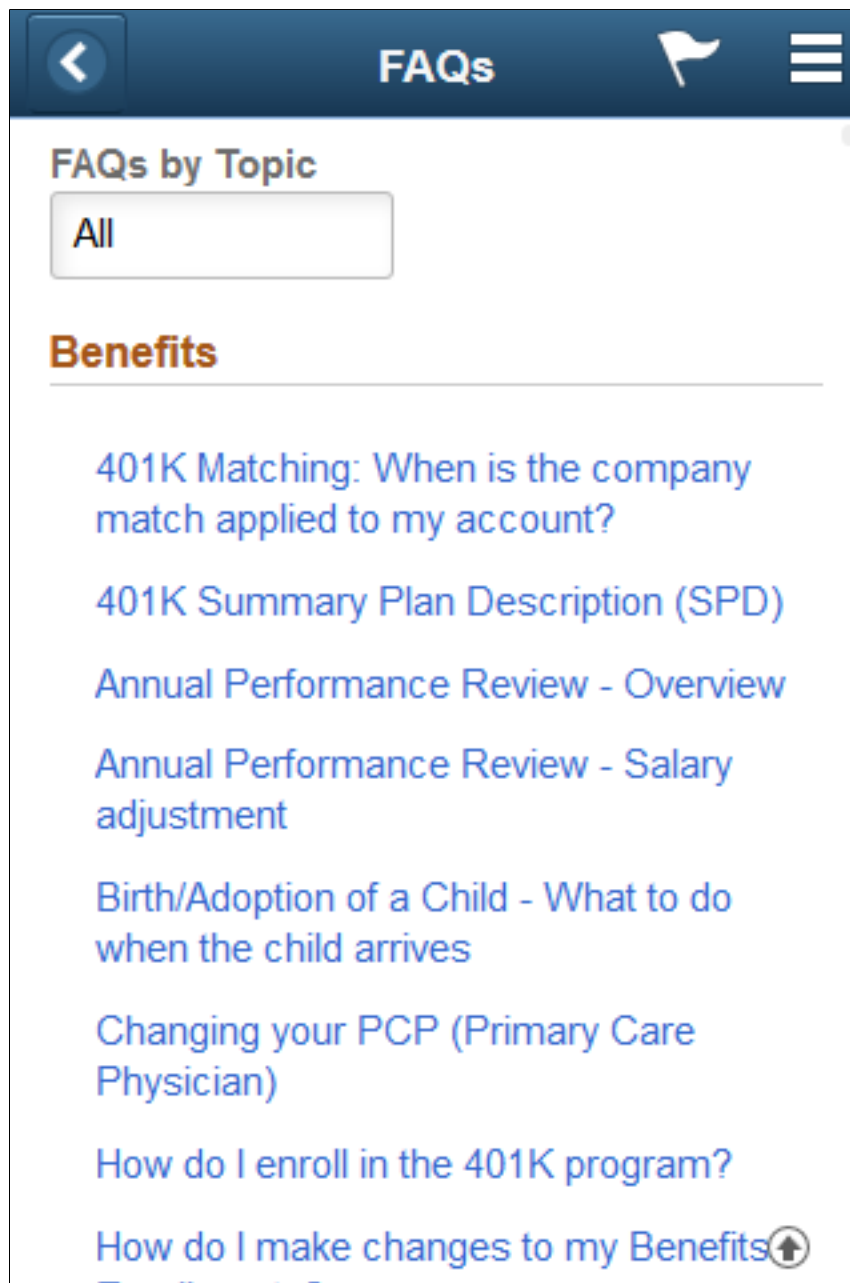 FAQs
FAQs by Topic
All
Benefits
401K Matching: When is the company
match applied to my account?
401K Summary Plan Description (SPD)
Annual Performance Review - Overview
Annual Performance Review - Salary
adjustment
Birth/Adoption of a Child - What to do
when the child arrives
Changing your PCP (Primary Care
Physician)
How do I enroll in the 401K program?
How do I make changes to my Benefits